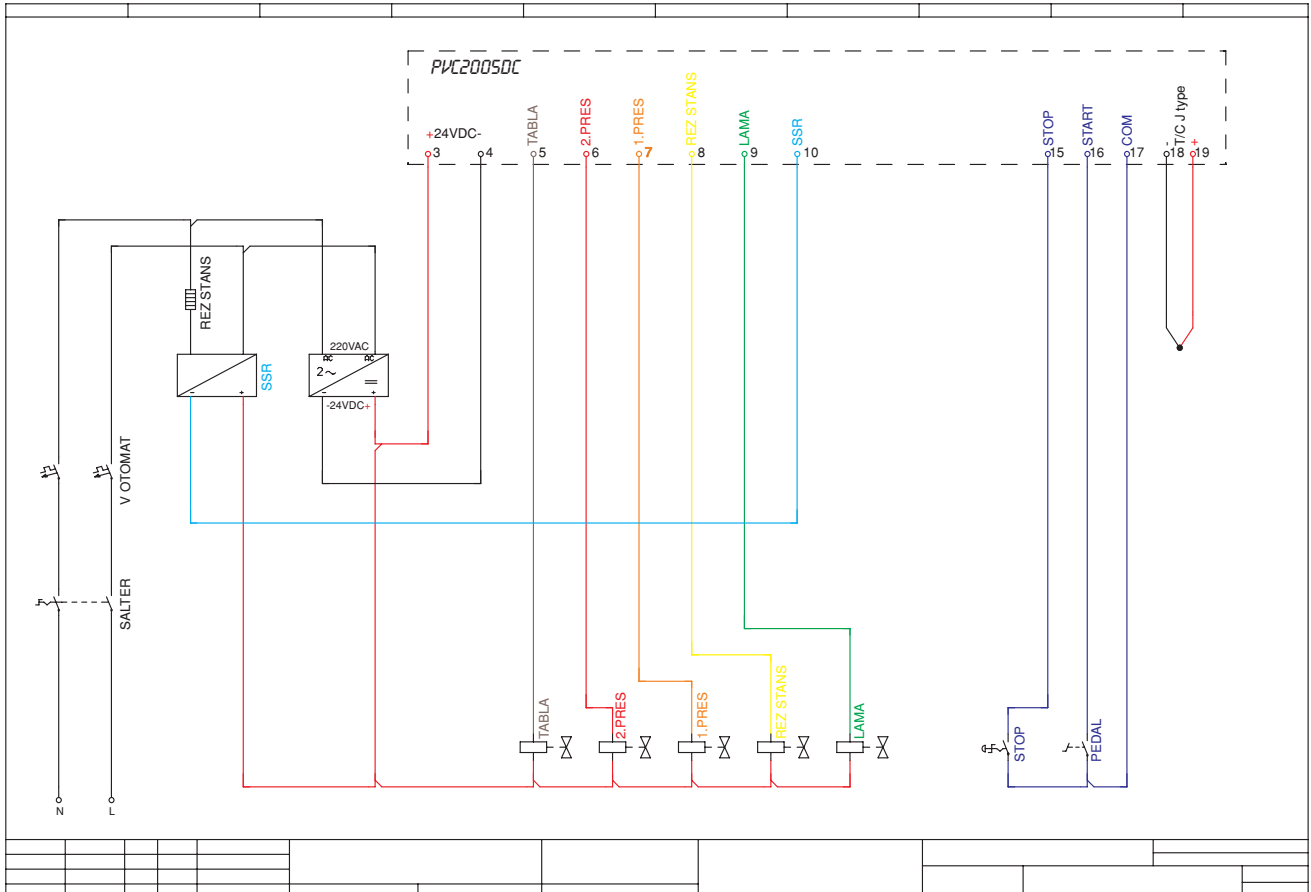 PVC2005DC
+24VDC-
TABLA
2.PRES
1.PRES
REZ STANS
LAMA
SSR
STOP
START
COM
- T/C J type +
3
4
5
6
7
8
9
10
15
16
17
18
19
REZ STANS
SSR
220VAC
AC AC
2~
- +
- +
-24VDC+
V OTOMAT
SALTER
TABLA
2.PRES
1.PRES
REZ STANS
LAMA
STOP
PEDAL
N
L